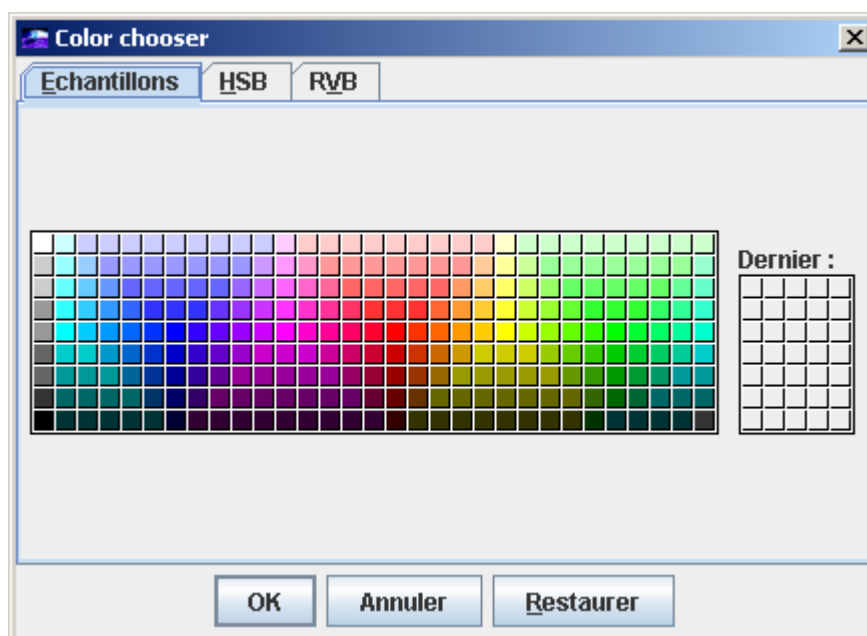 Color chooser
Echantillons HSB RVB
Dernier :
OK Annuler Restaurer